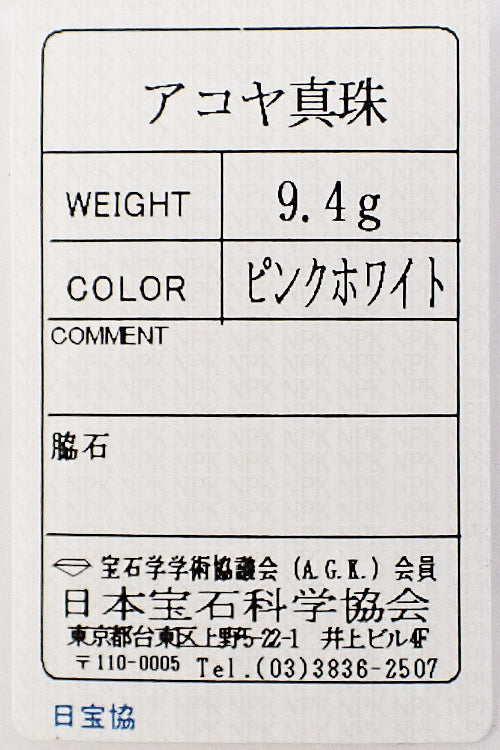 アコヤ真珠
WEIGHT 9.4g
COLOR ピンクホワイト
COMMENT
脇石
宝石学学術協議会 (A.G.K.) 会員
日本宝石科学協会
東京都台東区上野5-22-1 井上ビル4F
〒110-0005 Tel.(03)3836-2507
日宝協